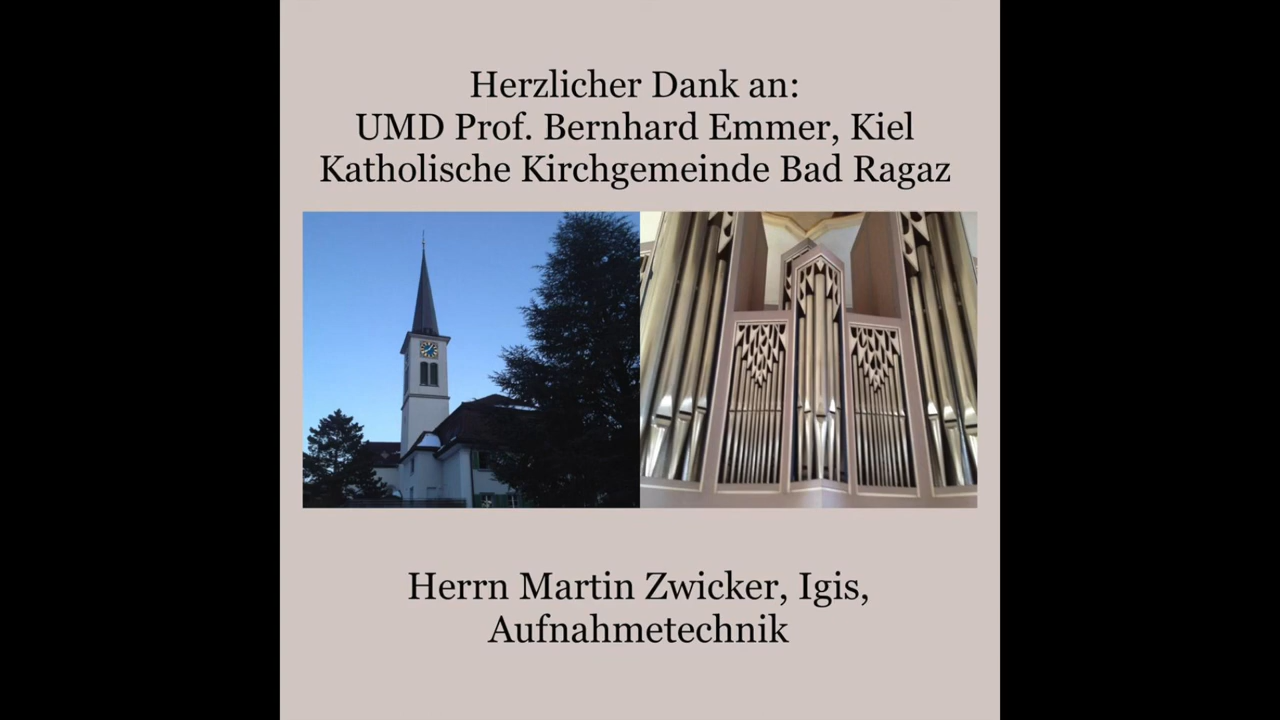 Herzlicher Dank an:
UMD Prof. Bernhard Emmer, Kiel
Katholische Kirchgemeinde Bad Ragaz
Herrn Martin Zwicker, Igis,
Aufnahmetechnik